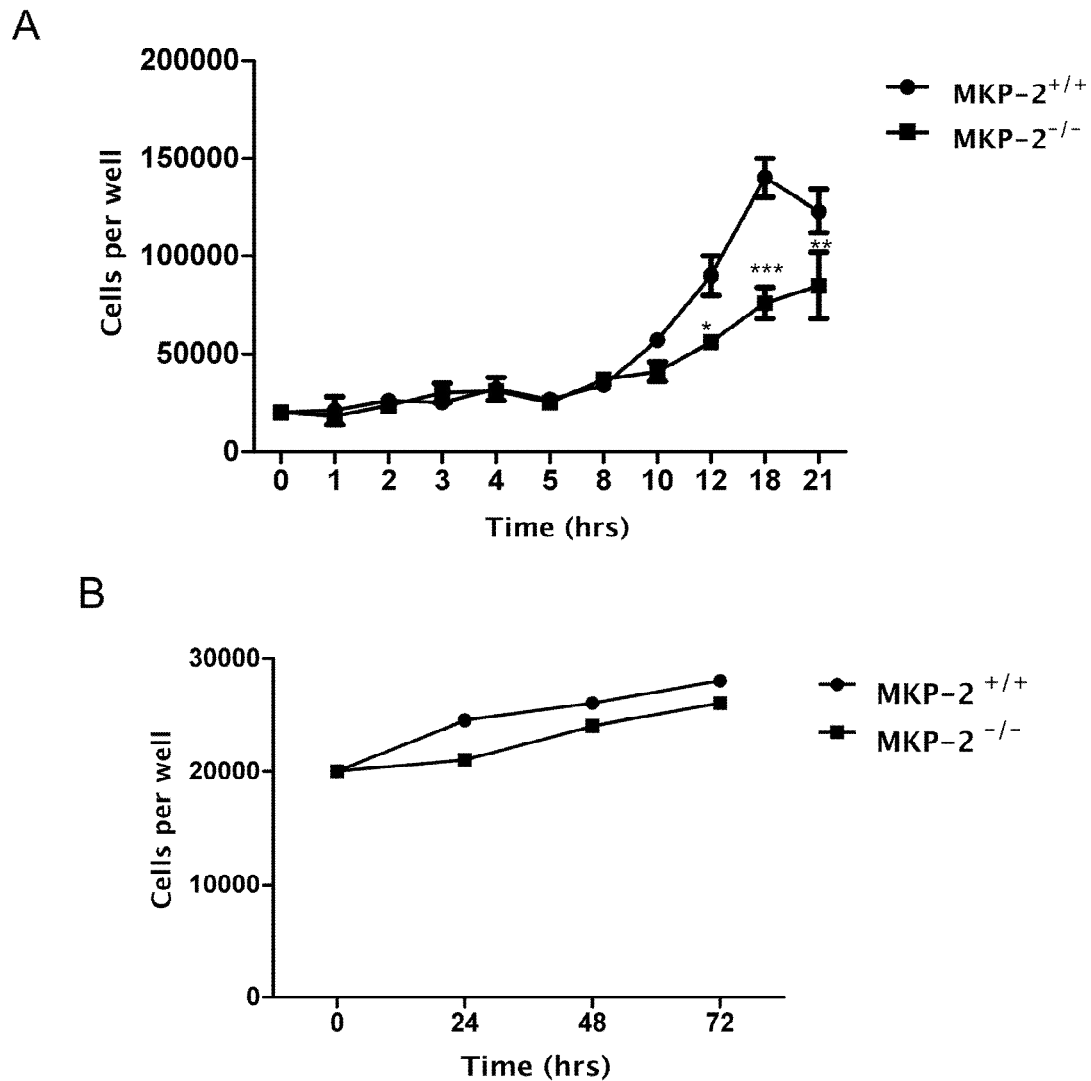 A
200000
150000
100000
50000
0
Cells per well
MKP-2+/+
MKP-2-/-
*
***
**
0 1 2 3 4 5 8 10 12 18 21
Time (hrs)
B
30000
20000
10000
0
Cells per well
MKP-2 +/+
MKP-2 -/-
0 24 48 72
Time (hrs)